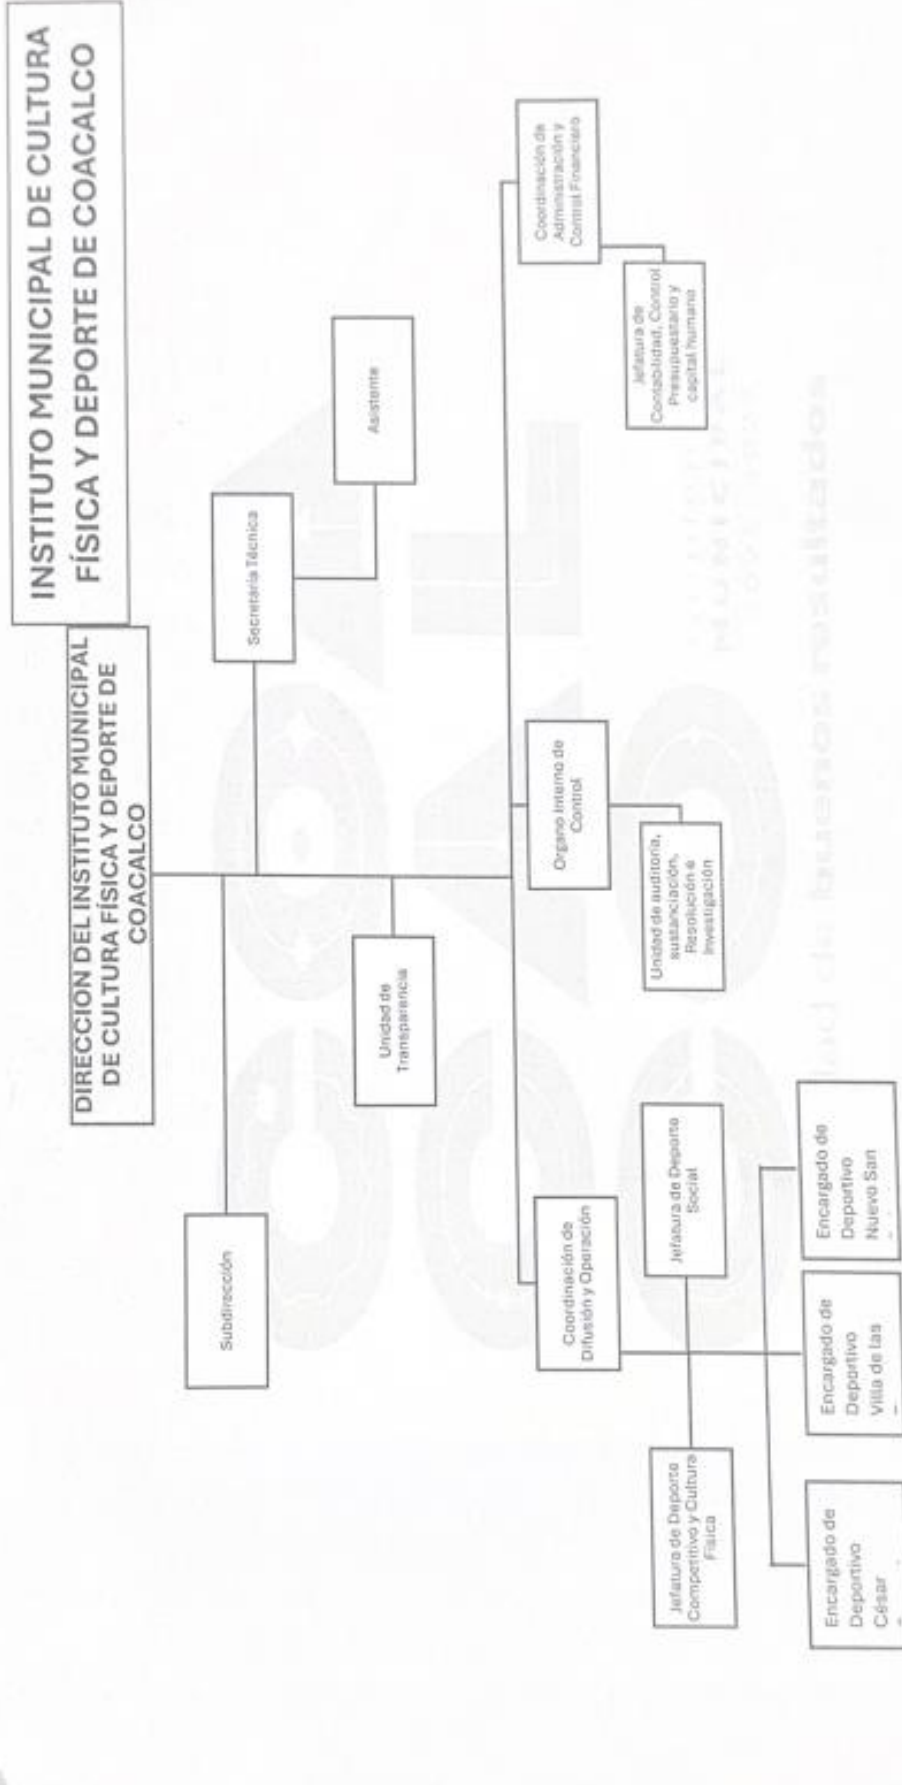 INSTITUTO MUNICIPAL DE CULTURA
FÍSICA Y DEPORTE DE COACALCO
DIRECCION DEL INSTITUTO MUNICIPAL
DE CULTURA FÍSICA Y DEPORTE DE
COACALCO
Subdirección
Secretaria Técnica
Asistente
Unidad de
Transparencia
Coordinación de
Difusión y Operación
Organo Interno de
Control
Coordinación de
Administración y
Control Financiero
Jefatura de Deporte
Competitivo y Cultura
Fisica
Jefatura de Deporte
Social
Unidad de auditoría,
sustanciación,
Resolución e
Investigación
Jefatura de
Contabilidad, Control
Presupuestario y
capital humano
Encargado de
Deportivo
César
Encargado de
Deportivo
Villa de las
Encargado de
Deportivo
Nuevo San